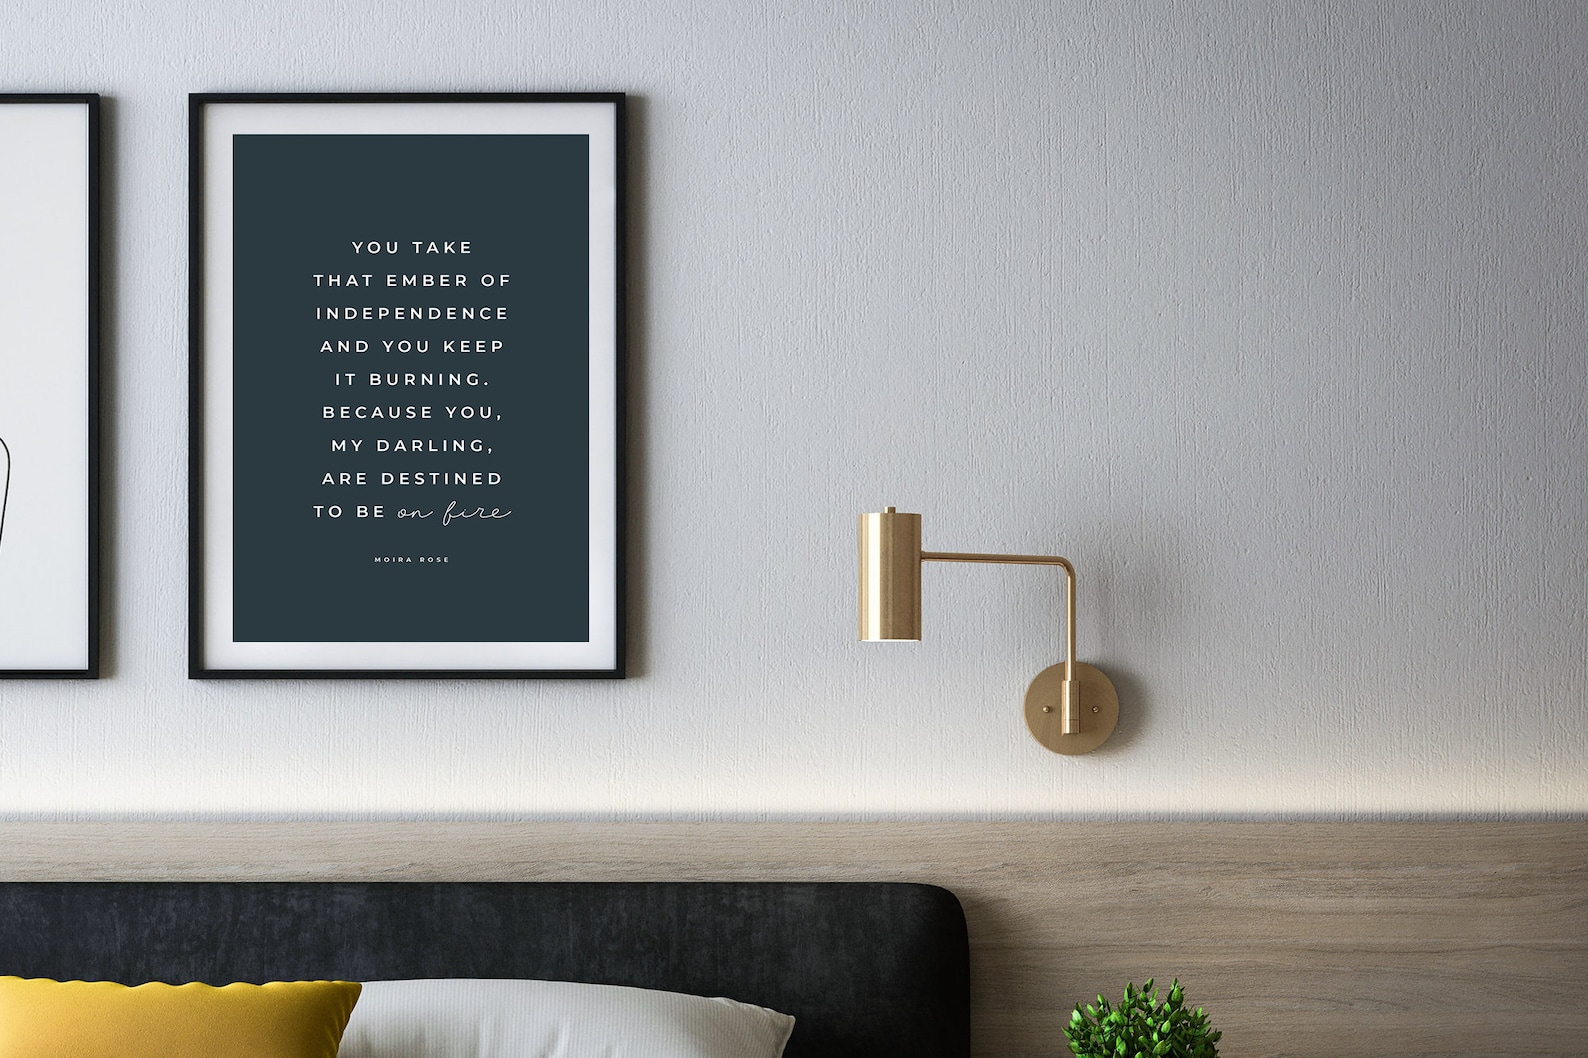 YOU TAKE
THAT EMBER OF
INDEPENDENCE
AND YOU KEEP
IT BURNING.
BECAUSE YOU,
MY DARLING,
ARE DESTINED
TO BE on fire
MOIRA ROSE